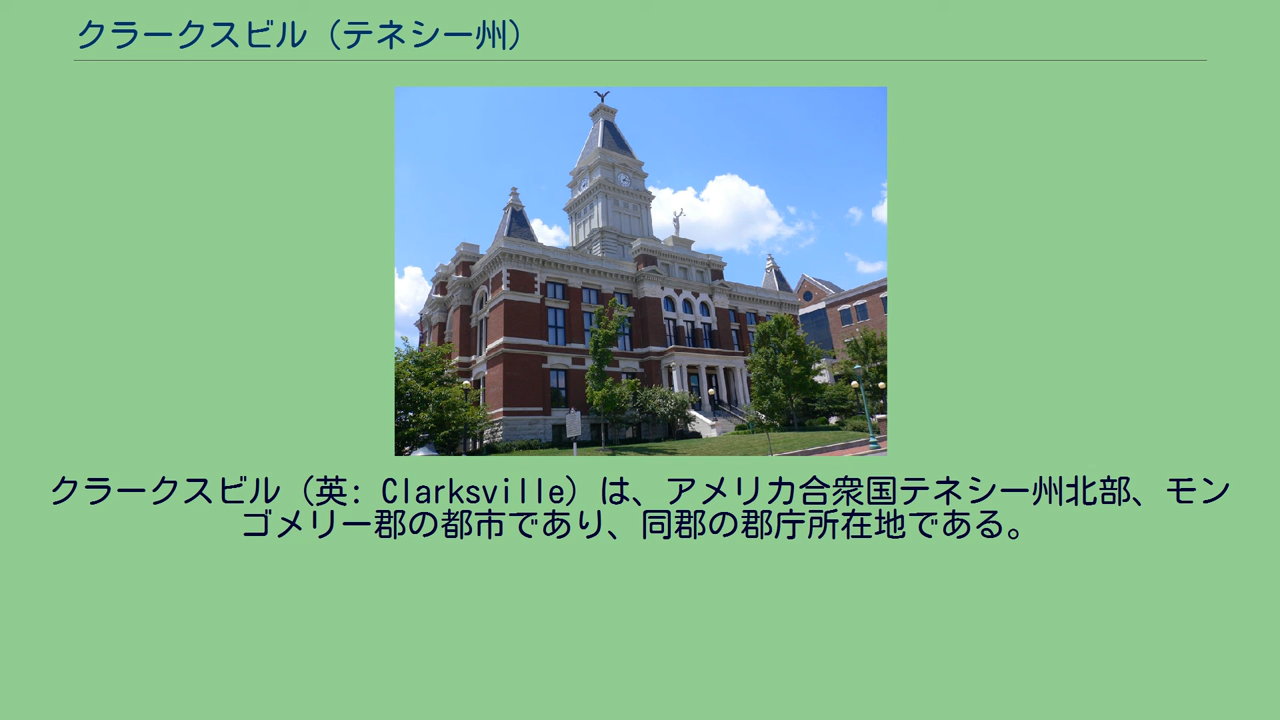 クラークスビル（テネシー州）
クラークスビル（英: Clarksville）は、アメリカ合衆国テネシー州北部、モン
ゴメリー郡の都市であり、同郡の郡庁所在地である。